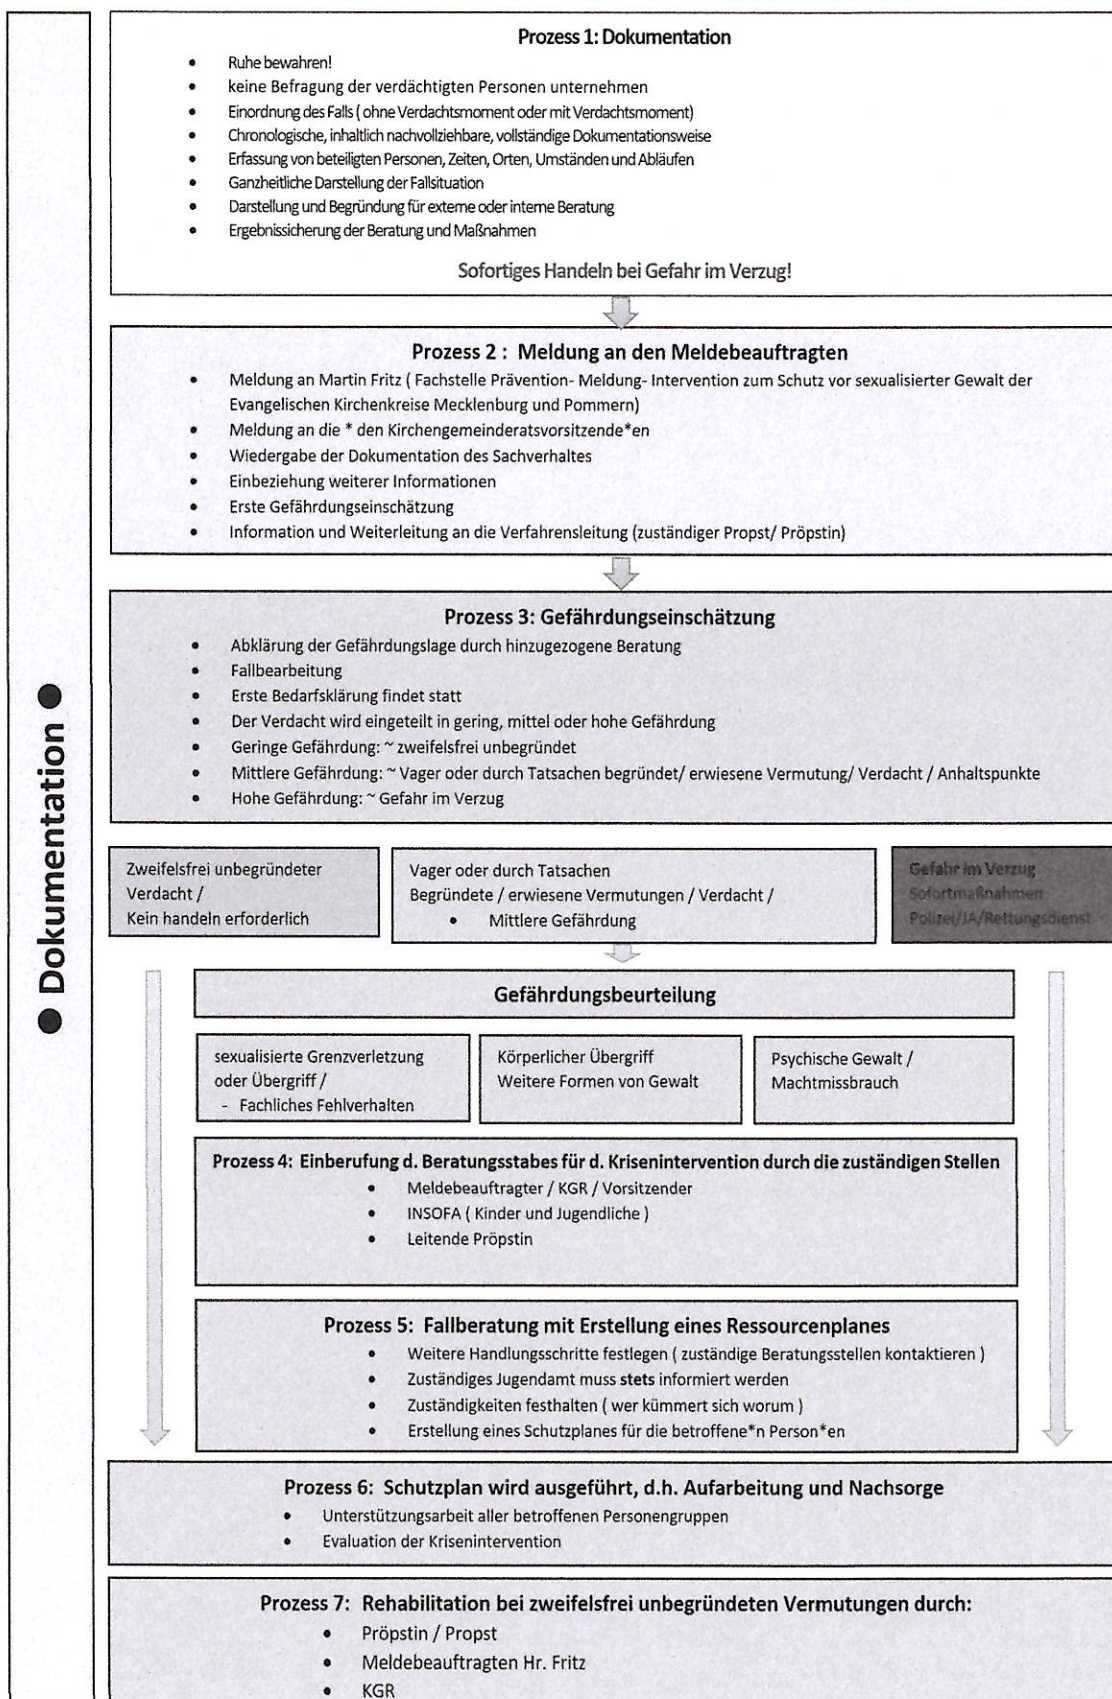 ● Dokumentation ●
Prozess 1: Dokumentation
• Ruhe bewahren!
• keine Befragung der verdächtigten Personen unternehmen
• Einordnung des Falls ( ohne Verdachtsmoment oder mit Verdachtsmoment)
• Chronologische, inhaltlich nachvollziehbare, vollständige Dokumentationsweise
• Erfassung von beteiligten Personen, Zeiten, Orten, Umständen und Abläufen
• Ganzheitliche Darstellung der Fallsituation
• Darstellung und Begründung für externe oder interne Beratung
• Ergebnissicherung der Beratung und Maßnahmen
Sofortiges Handeln bei Gefahr im Verzug!
Prozess 2 : Meldung an den Meldebeauftragten
• Meldung an Martin Fritz ( Fachstelle Prävention- Meldung- Intervention zum Schutz vor sexualisierter Gewalt der
Evangelischen Kirchenkreise Mecklenburg und Pommern)
• Meldung an die * den Kirchengemeinderatsvorsitzende*en
• Wiedergabe der Dokumentation des Sachverhaltes
• Einbeziehung weiterer Informationen
• Erste Gefährdungseinschätzung
• Information und Weiterleitung an die Verfahrensleitung (zuständiger Propst/ Pröpstin)
Prozess 3: Gefährdungseinschätzung
• Abklärung der Gefährdungslage durch hinzugezogene Beratung
• Fallbearbeitung
• Erste Bedarfsklärung findet statt
• Der Verdacht wird eingeteilt in gering, mittel oder hohe Gefährdung
• Geringe Gefährdung: ~ zweifelsfrei unbegründet
• Mittlere Gefährdung: ~ Vager oder durch Tatsachen begründet/ erwiesene Vermutung/ Verdacht / Anhaltspunkte
• Hohe Gefährdung: ~ Gefahr im Verzug
Zweifelsfrei unbegründeter
Verdacht /
Kein handeln erforderlich
Vager oder durch Tatsachen
Begründete / erwiesene Vermutungen / Verdacht /
• Mittlere Gefährdung
Gefahr im Verzug
Sofortmaßnahmen
Polizei/JA/Rettungsdienst
Gefährdungsbeurteilung
sexualisierte Grenzverletzung
oder Übergriff /
- Fachliches Fehlverhalten
Körperlicher Übergriff
Weitere Formen von Gewalt
Psychische Gewalt /
Machtmissbrauch
Prozess 4: Einberufung d. Beratungsstabes für d. Krisenintervention durch die zuständigen Stellen
• Meldebeauftragter / KGR / Vorsitzender
• INSOFA ( Kinder und Jugendliche )
• Leitende Pröpstin
Prozess 5: Fallberatung mit Erstellung eines Ressourcenplanes
• Weitere Handlungsschritte festlegen ( zuständige Beratungsstellen kontaktieren )
• Zuständiges Jugendamt muss stets informiert werden
• Zuständigkeiten festhalten ( wer kümmert sich worum )
• Erstellung eines Schutzplanes für die betroffene*n Person*en
Prozess 6: Schutzplan wird ausgeführt, d.h. Aufarbeitung und Nachsorge
• Unterstützungsarbeit aller betroffenen Personengruppen
• Evaluation der Krisenintervention
Prozess 7: Rehabilitation bei zweifelsfrei unbegründeten Vermutungen durch:
• Pröpstin / Propst
• Meldebeauftragten Hr. Fritz
• KGR